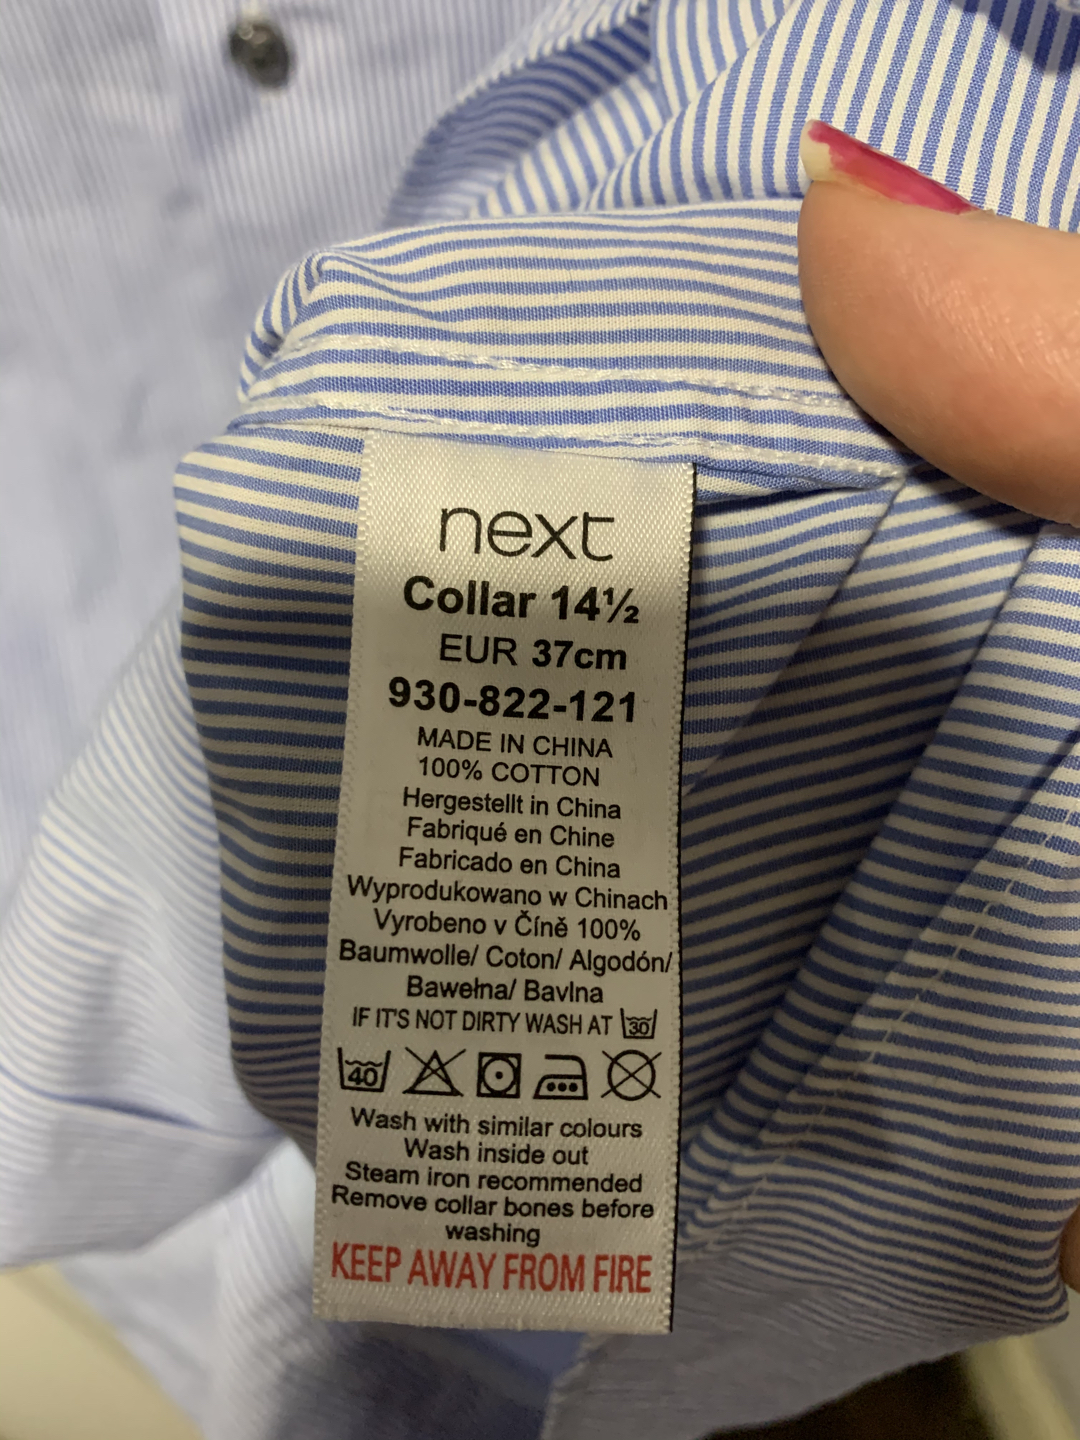 next
Collar 14½
EUR 37cm
930-822-121
MADE IN CHINA
100% COTTON
Hergestellt in China
Fabriqué en Chine
Fabricado en China
Wyprodukowano w Chinach
Vyrobeno v Číně 100%
Baumwolle/ Coton/ Algodón/
Bawełna/ Bavlna
IF IT'S NOT DIRTY WASH AT 30
40
Wash with similar colours
Wash inside out
Steam iron recommended
Remove collar bones before
washing
KEEP AWAY FROM FIRE